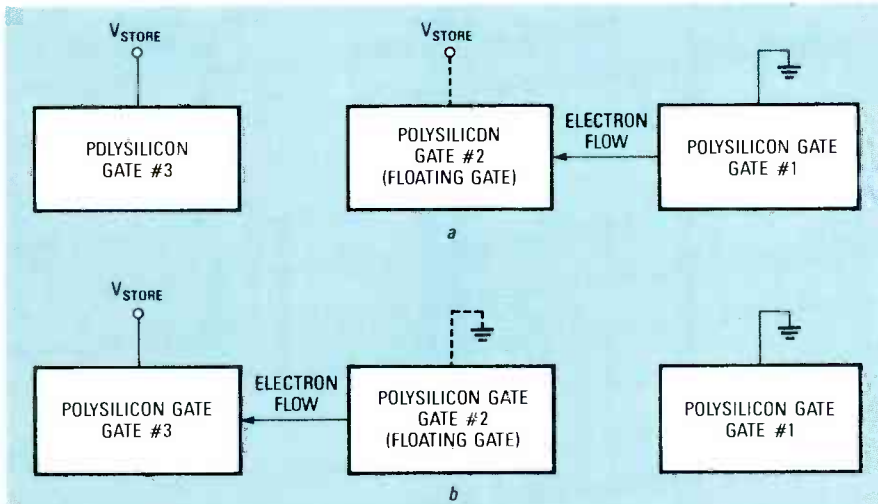 VSTORE
VSTORE
PDLYSILICON
GATE #3
POLYSILICDN
GATE #2
(FLOATING GATE)
ELECTRON
FLOW
POLYSILICON GATE
GATE #1
a
VSTORE
POLYSILICON GATE
GATE #3
ELECTRON
FLOW
POLYSILICON GATE
GATE #2
(FLOATING GATE)
POLYSILICON GATE
GATE #1
b